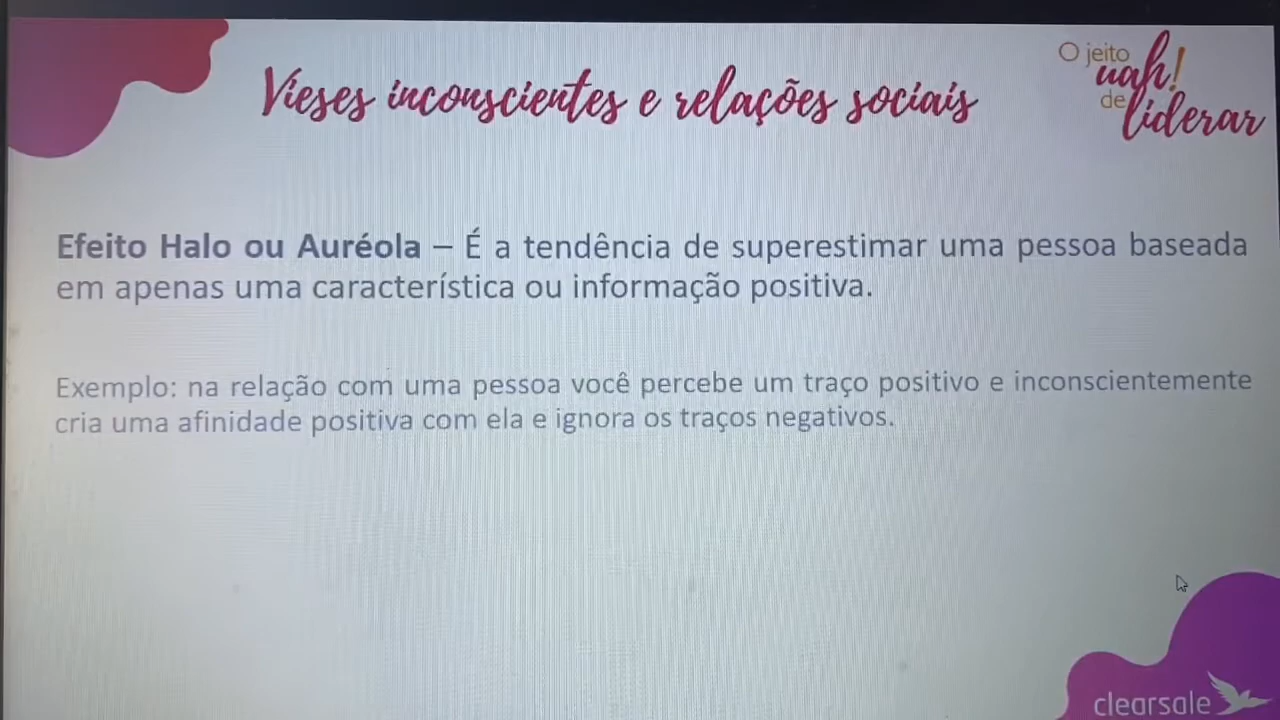 Vieses inconscientes e relações sociais
O jeito
uah!
de
liderar
Efeito Halo ou Auréola – É a tendência de superestimar uma pessoa baseada
em apenas uma característica ou informação positiva.
Exemplo: na relação com uma pessoa você percebe um traço positivo e inconscientemente
cria uma afinidade positiva com ela e ignora os traços negativos.
clearsale